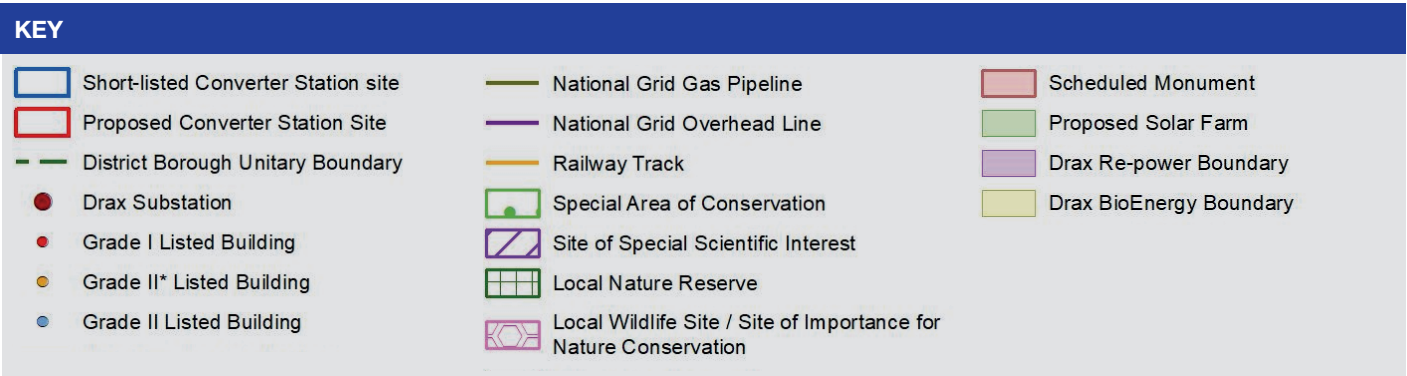 KEY
Short-listed Converter Station site
Proposed Converter Station Site
District Borough Unitary Boundary
Drax Substation
Grade I Listed Building
Grade II* Listed Building
Grade II Listed Building
National Grid Gas Pipeline
National Grid Overhead Line
Railway Track
Special Area of Conservation
Site of Special Scientific Interest
Local Nature Reserve
Local Wildlife Site / Site of Importance for
Nature Conservation
Scheduled Monument
Proposed Solar Farm
Drax Re-power Boundary
Drax BioEnergy Boundary